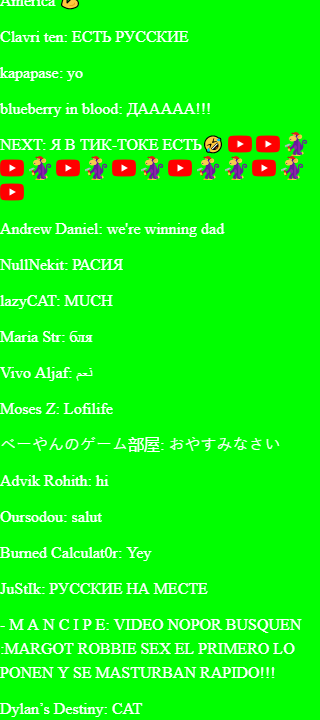 America 💪
Clavri ten: ЕСТЬ РУССКИЕ
kapapase: yo
blueberry in blood: ДААААА!!!
NEXT: Я В ТИК-ТОКЕ ЕСТЬ🤣
Andrew Daniel: we're winning dad
NullNekit: РАСИЯ
lazyCAT: MUCH
Maria Str: бля
Vivo Aljaf:
Moses Z: Lofilife
べーやんのゲーム部屋: おやすみなさい
Advik Rohith: hi
Oursodou: salut
Burned Calculat0r: Yey
JuStlk: РУССКИЕ НА МЕСТЕ
- M A N C I P E: VIDEO NOPOR BUSQUEN
:MARGOT ROBBIE SEX EL PRIMERO LO
PONEN Y SE MASTURBAN RAPIDO!!!
Dylan's Destiny: CAT